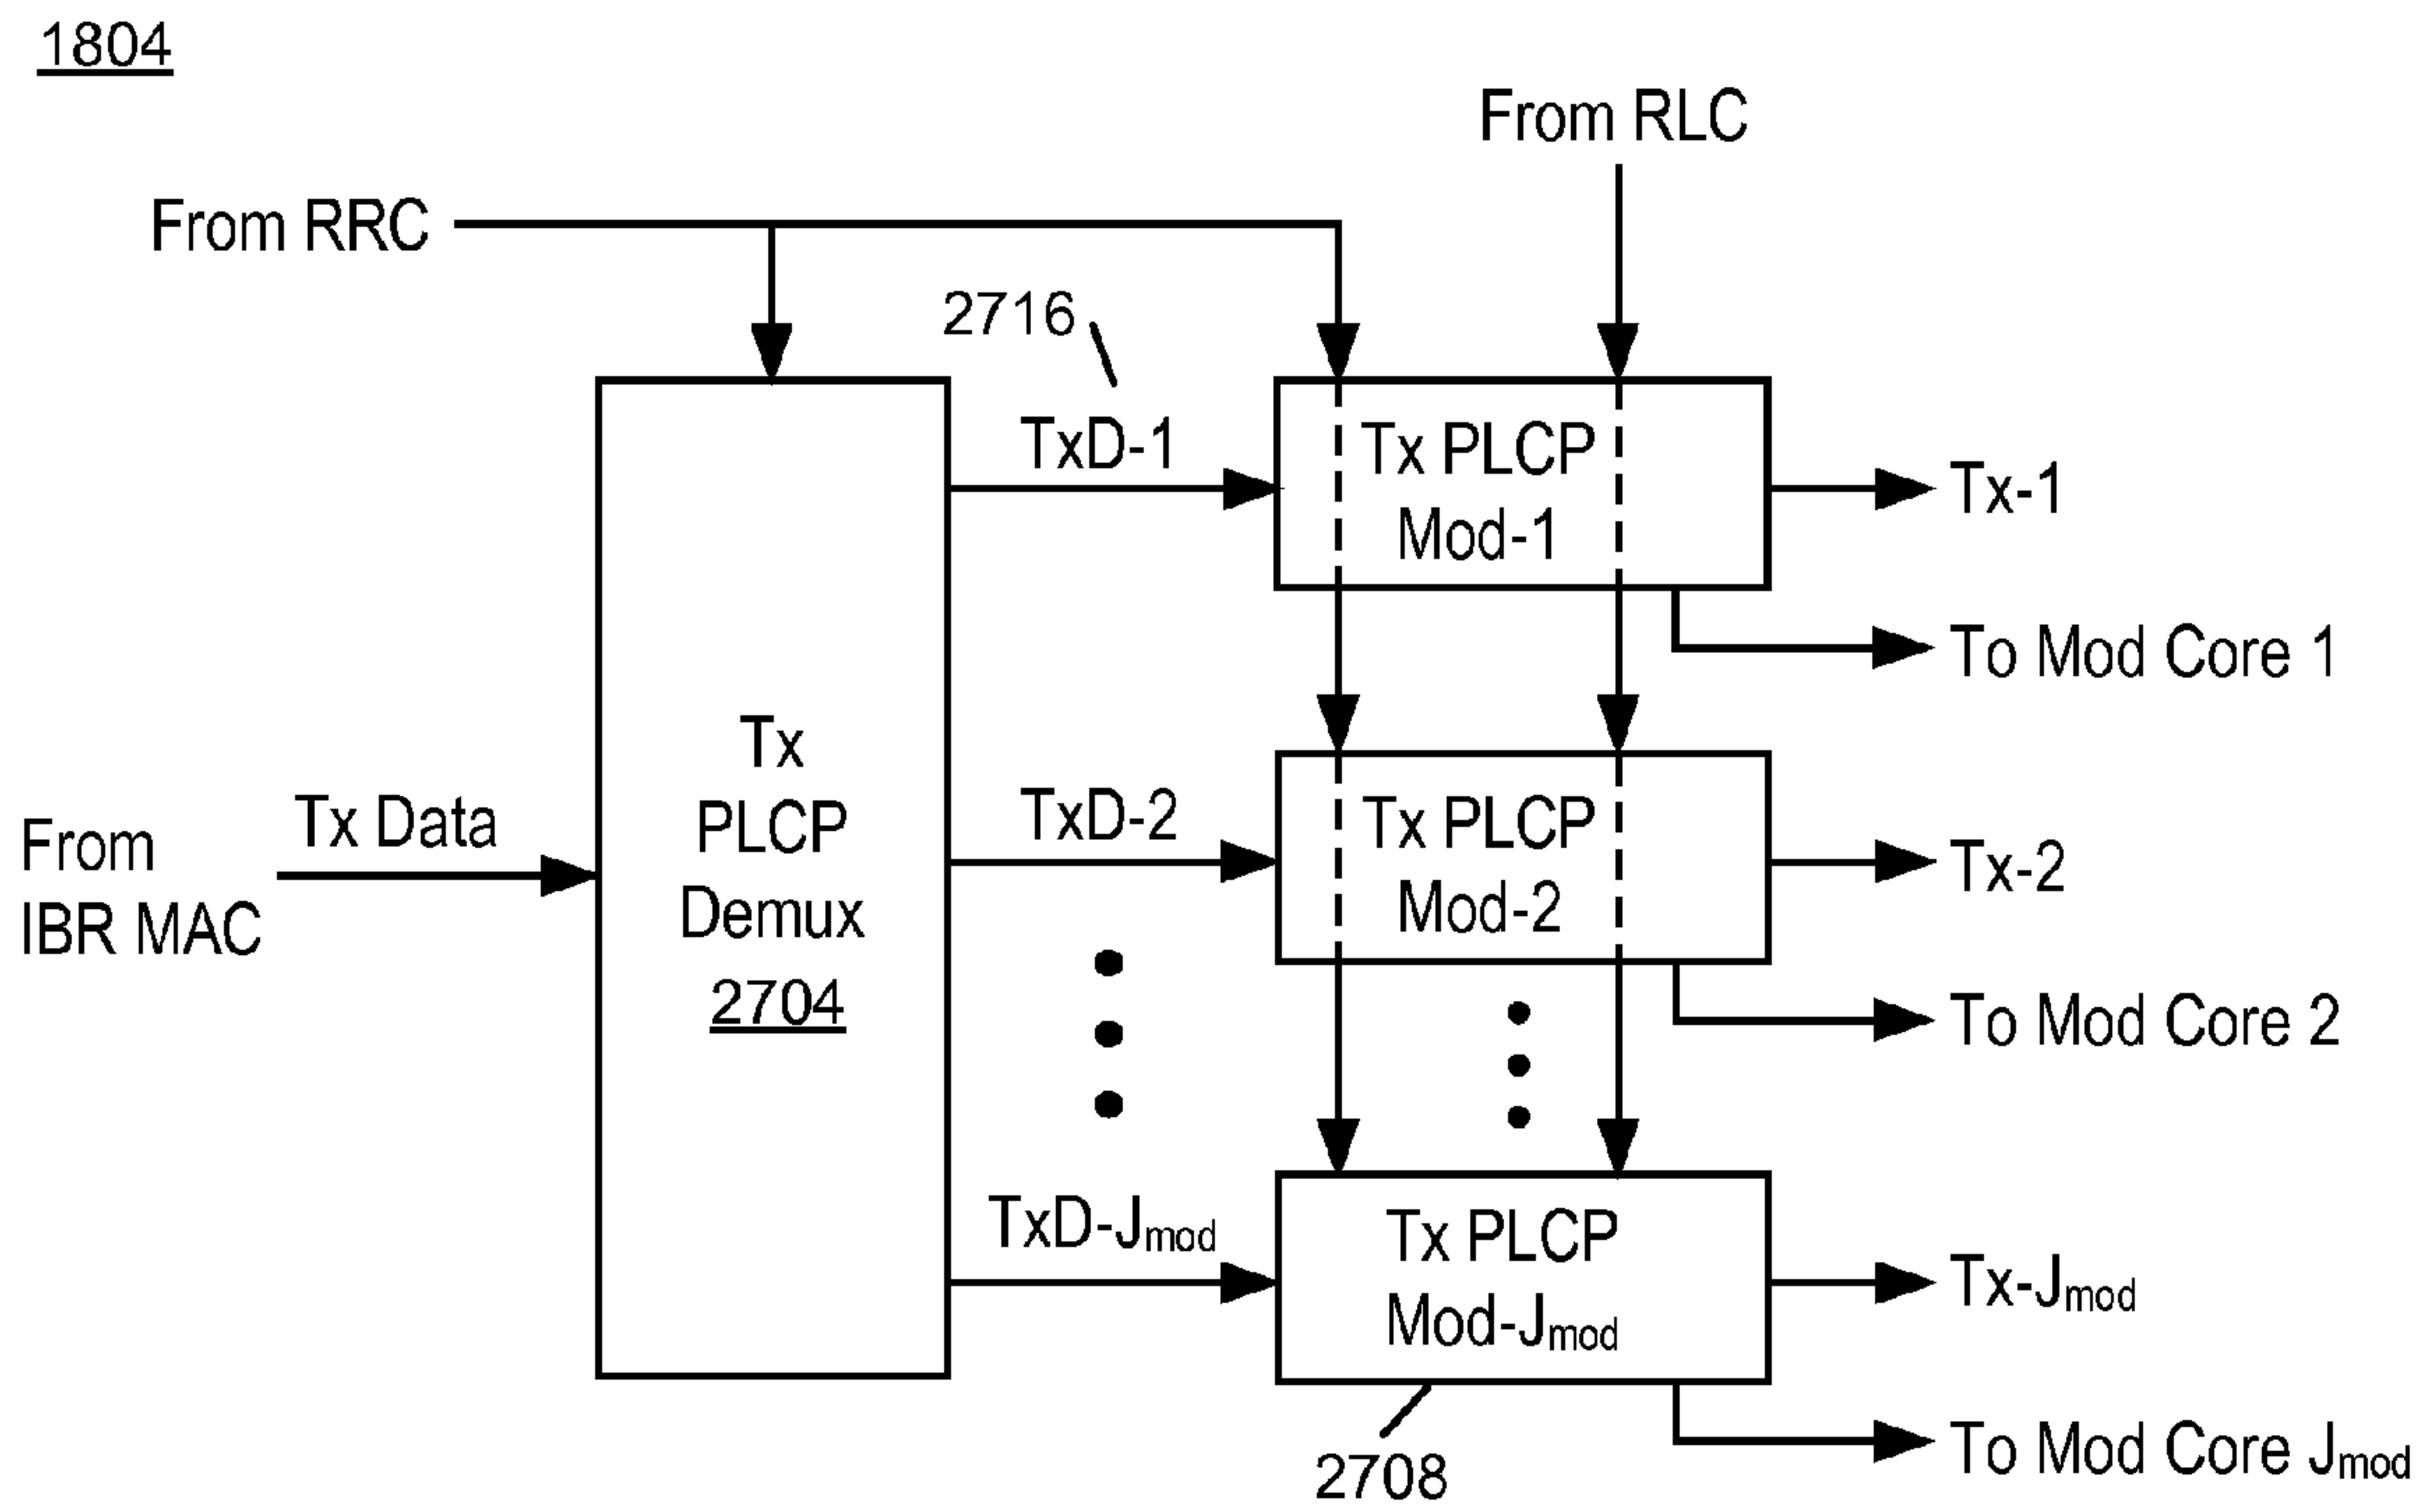 1804
From RLC
From RRC
2716
TxD-1
Tx PLCP
Mod-1
Tx-1
To Mod Core 1
Tx
PLCP
Demux
2704
From
IBR MAC
Tx Data
TxD-2
Tx PLCP
Mod-2
Tx-2
To Mod Core 2
TxD-Jmod
Tx PLCP
Mod-Jmod
Tx-Jmod
2708
To Mod Core Jmod